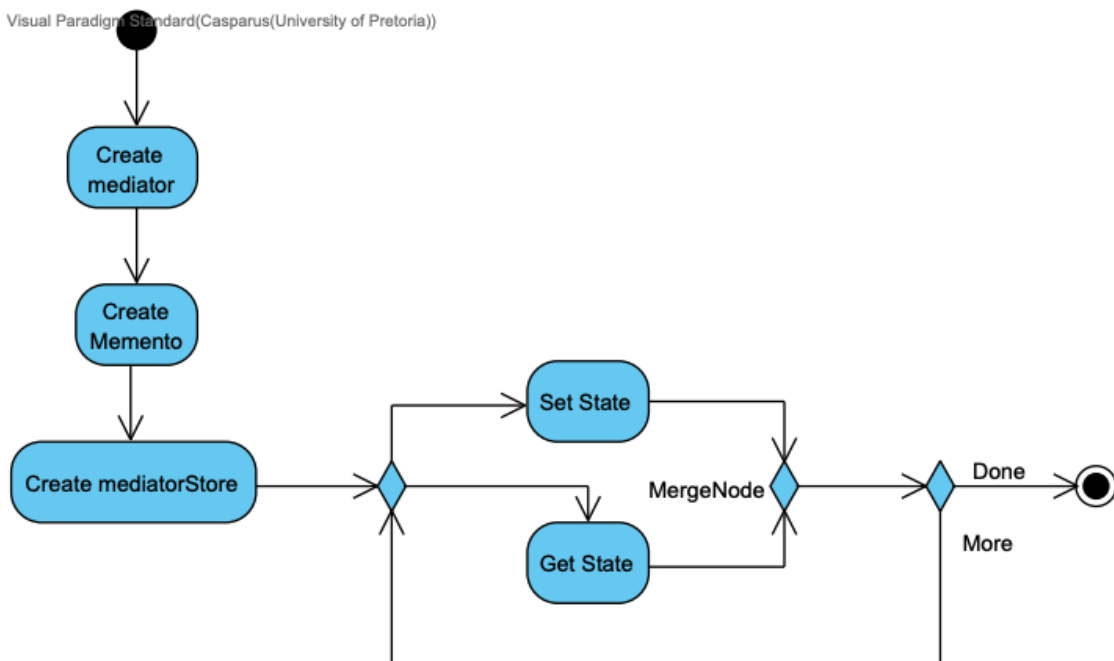 Visual Paradigm Standard(Casparus(University of Pretoria))
Create
mediator
Create
Memento
Create mediatorStore
Set State
Get State
MergeNode
Done
More